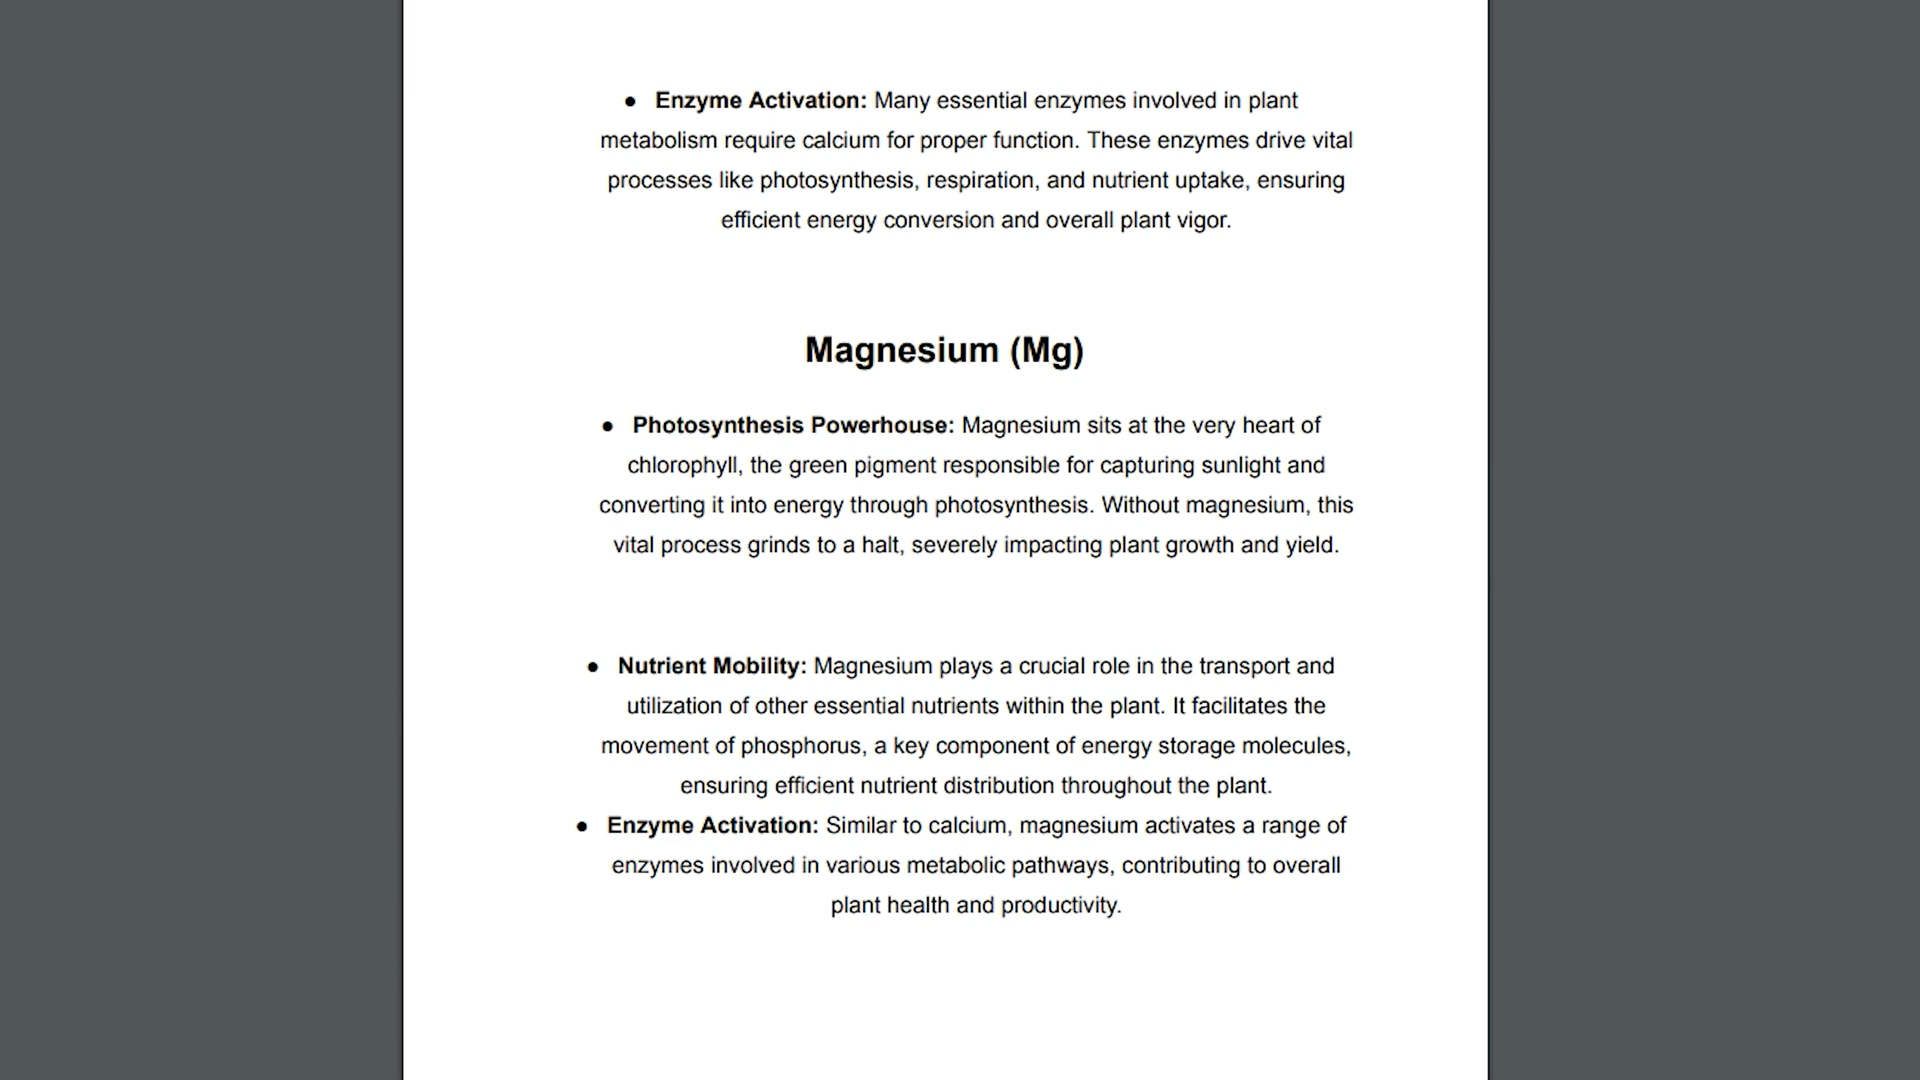 ● Enzyme Activation: Many essential enzymes involved in plant
metabolism require calcium for proper function. These enzymes drive vital
processes like photosynthesis, respiration, and nutrient uptake, ensuring
efficient energy conversion and overall plant vigor.
Magnesium (Mg)
● Photosynthesis Powerhouse: Magnesium sits at the very heart of
chlorophyll, the green pigment responsible for capturing sunlight and
converting it into energy through photosynthesis. Without magnesium, this
vital process grinds to a halt, severely impacting plant growth and yield.
● Nutrient Mobility: Magnesium plays a crucial role in the transport and
utilization of other essential nutrients within the plant. It facilitates the
movement of phosphorus, a key component of energy storage molecules,
ensuring efficient nutrient distribution throughout the plant.
● Enzyme Activation: Similar to calcium, magnesium activates a range of
enzymes involved in various metabolic pathways, contributing to overall
plant health and productivity.